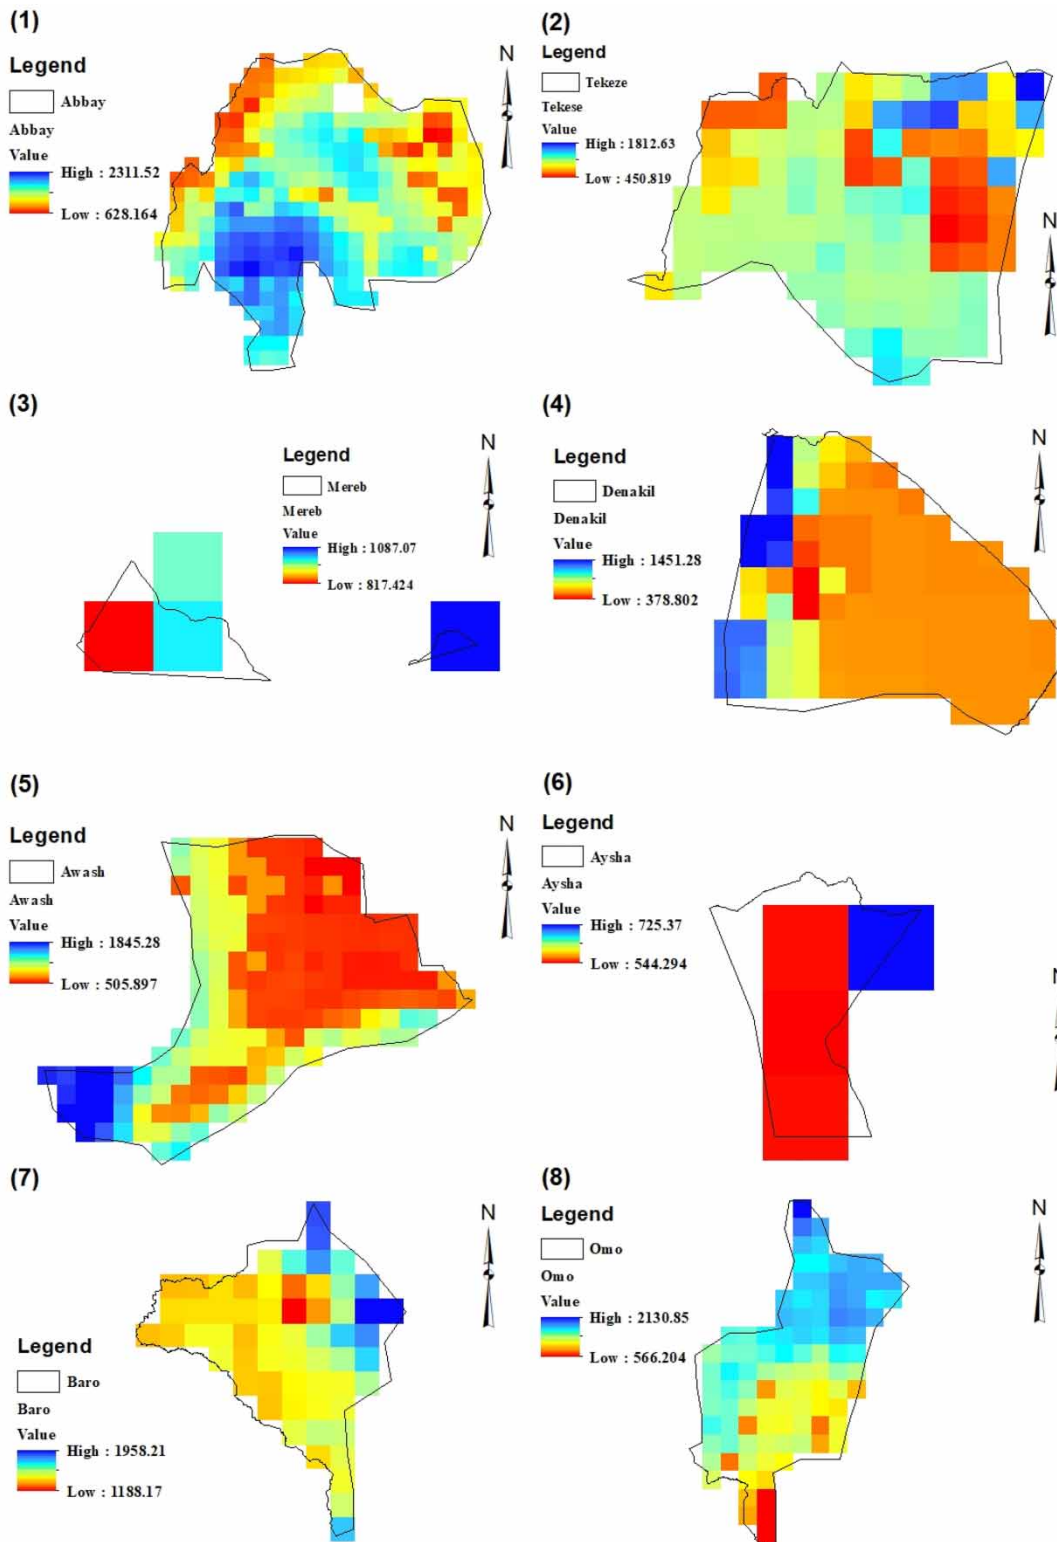 (1)
N
Legend
Abbay
Abbay
Value
High : 2311.52
Low : 628.164
(2)
Legend
Tekeze
Tekese
Value
High : 1812.63
Low : 450.819
N
(3)
N
Legend
Mereb
Mereb
Value
High : 1087.07
Low : 817.424
(4)
N
Legend
Denakil
Denakil
Value
High : 1451.28
Low : 378.802
(5)
N
Legend
Awash
Awash
Value
High : 1845.28
Low : 505.897
(6)
Legend
Aysha
Aysha
Value
High : 725.37
Low : 544.294
N
(7)
N
Legend
Baro
Baro
Value
High : 1958.21
Low : 1188.17
(8)
N
Legend
Omo
Omo
Value
High : 2130.85
Low : 566.204